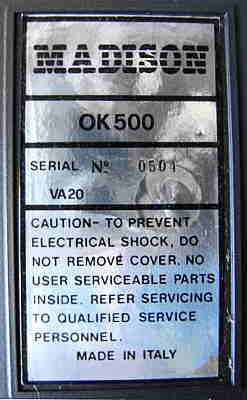 MADISON
OK500
SERIAL Nº 0504
VA20
CAUTION- TO PREVENT
ELECTRICAL SHOCK, DO
NOT REMOVE COVER. NO
USER SERVICEABLE PARTS
INSIDE. REFER SERVICING
TO QUALIFIED SERVICE
PERSONNEL.
MADE IN ITALY